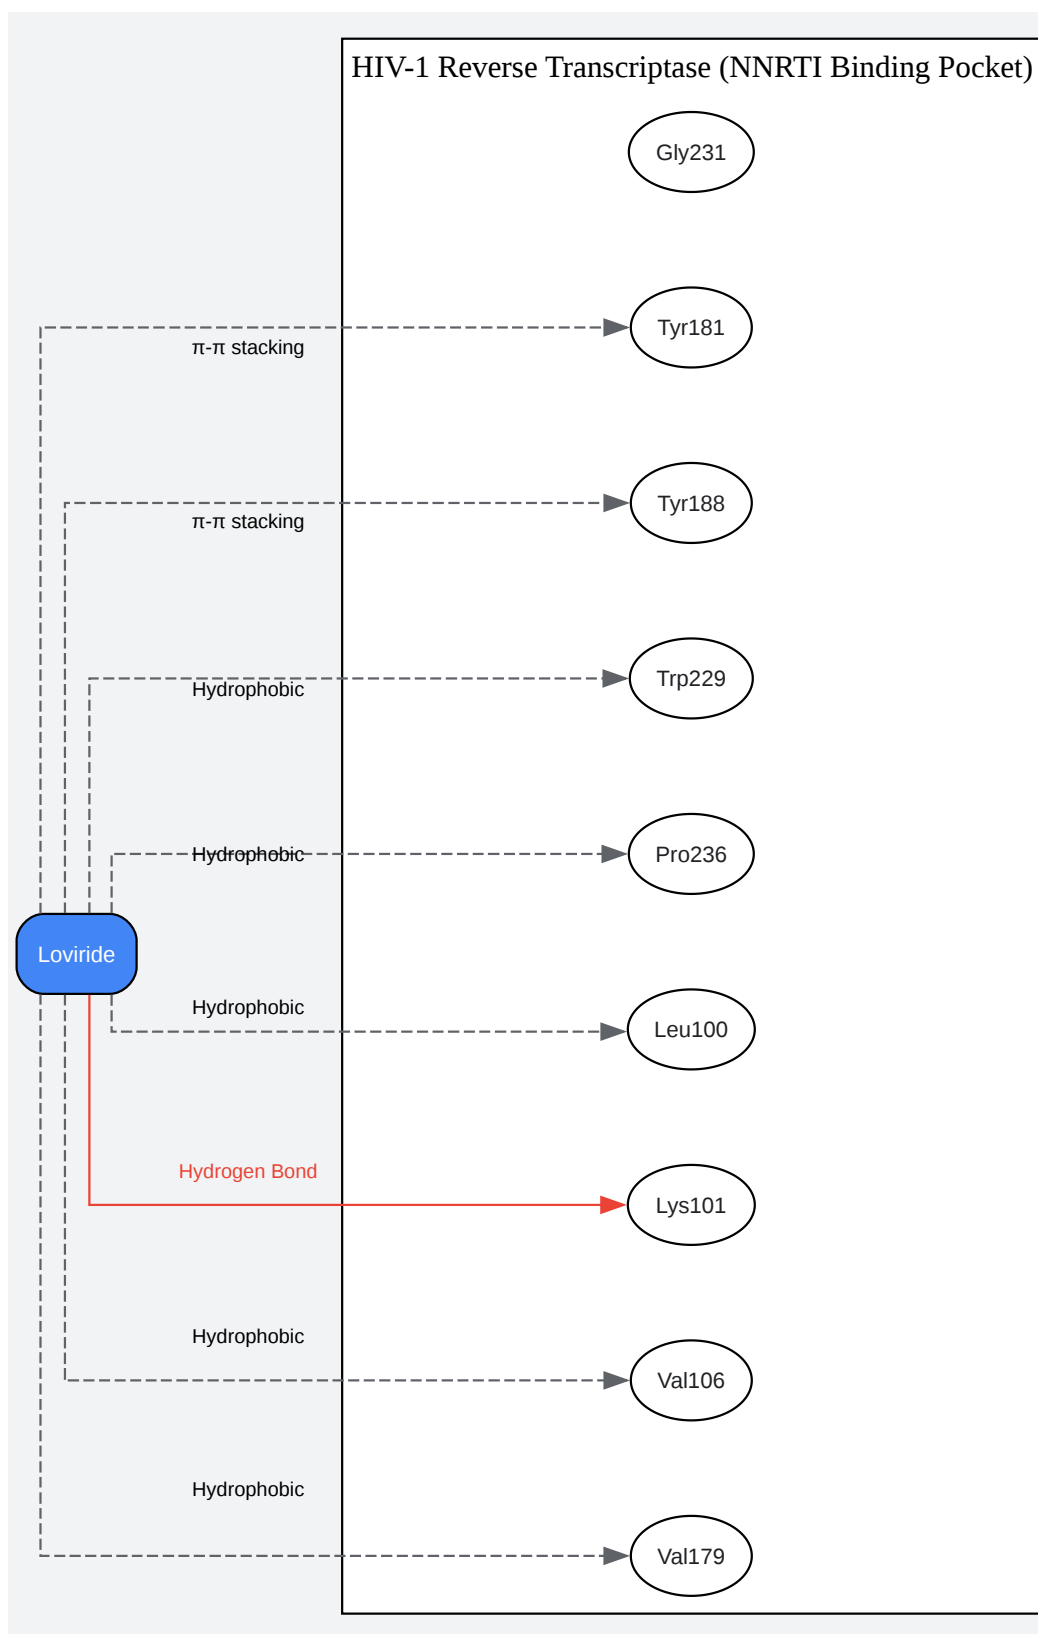 HIV-1 Reverse Transcriptase (NNRTI Binding Pocket)
Gly231
Tyr181
π-π stacking
Tyr188
π-π stacking
Trp229
Hydrophobic
Pro236
Hydrophobic
Loviride
Hydrophobic
Leu100
Hydrogen Bond
Lys101
Hydrophobic
Val106
Hydrophobic
Val179